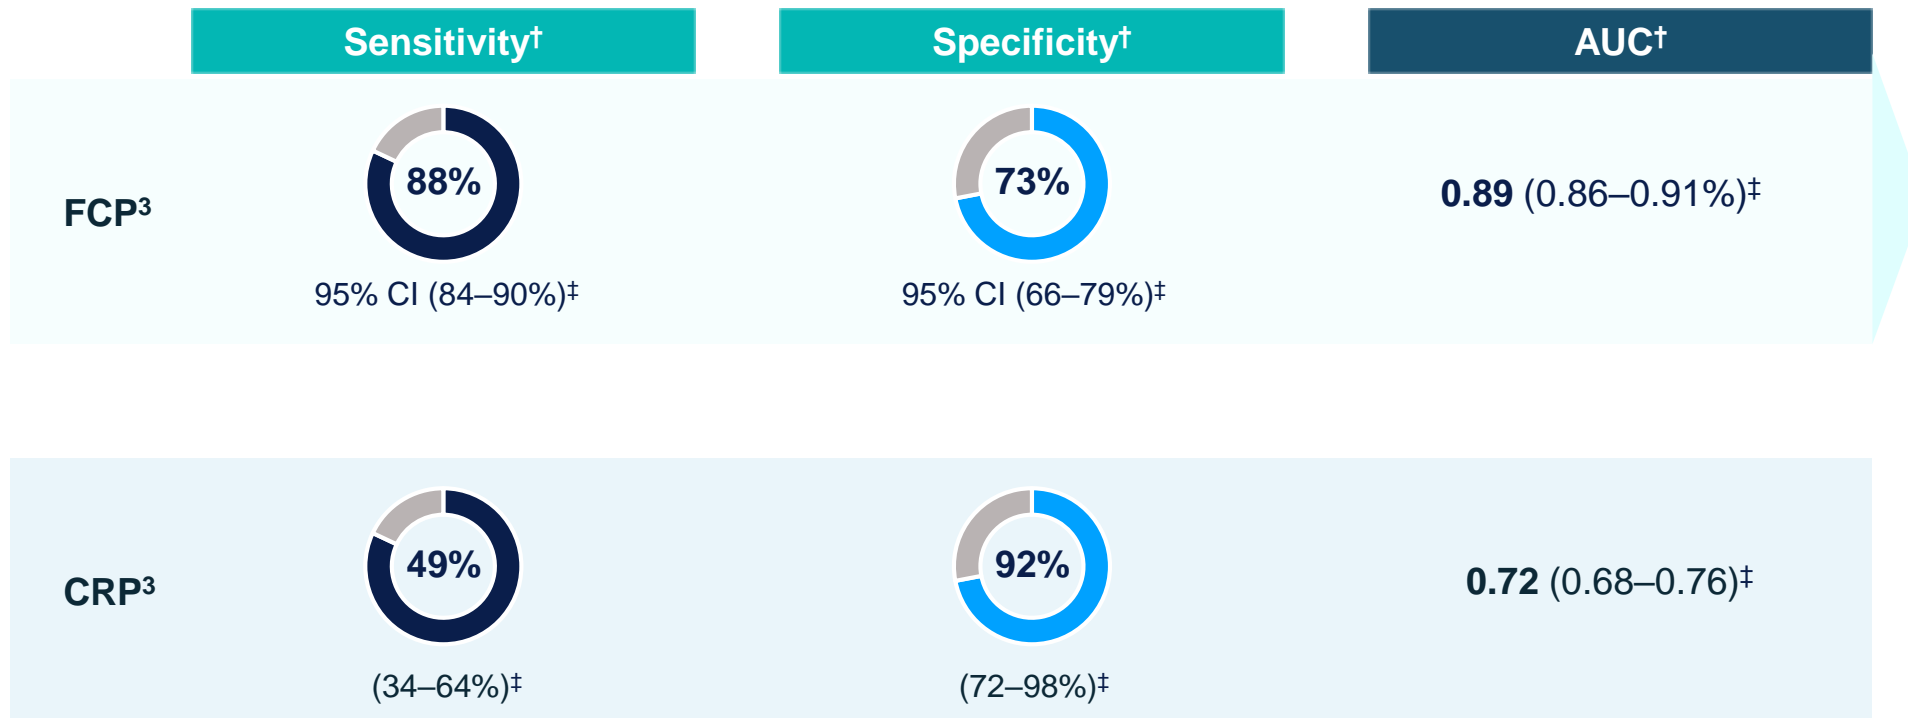 Sensitivity†
Specificity†
AUC†
FCP³
88%
95% CI (84–90%)‡
73%
95% CI (66–79%)‡
0.89 (0.86–0.91%)‡
CRP³
49%
(34–64%)‡
92%
(72–98%)‡
0.72 (0.68–0.76)‡